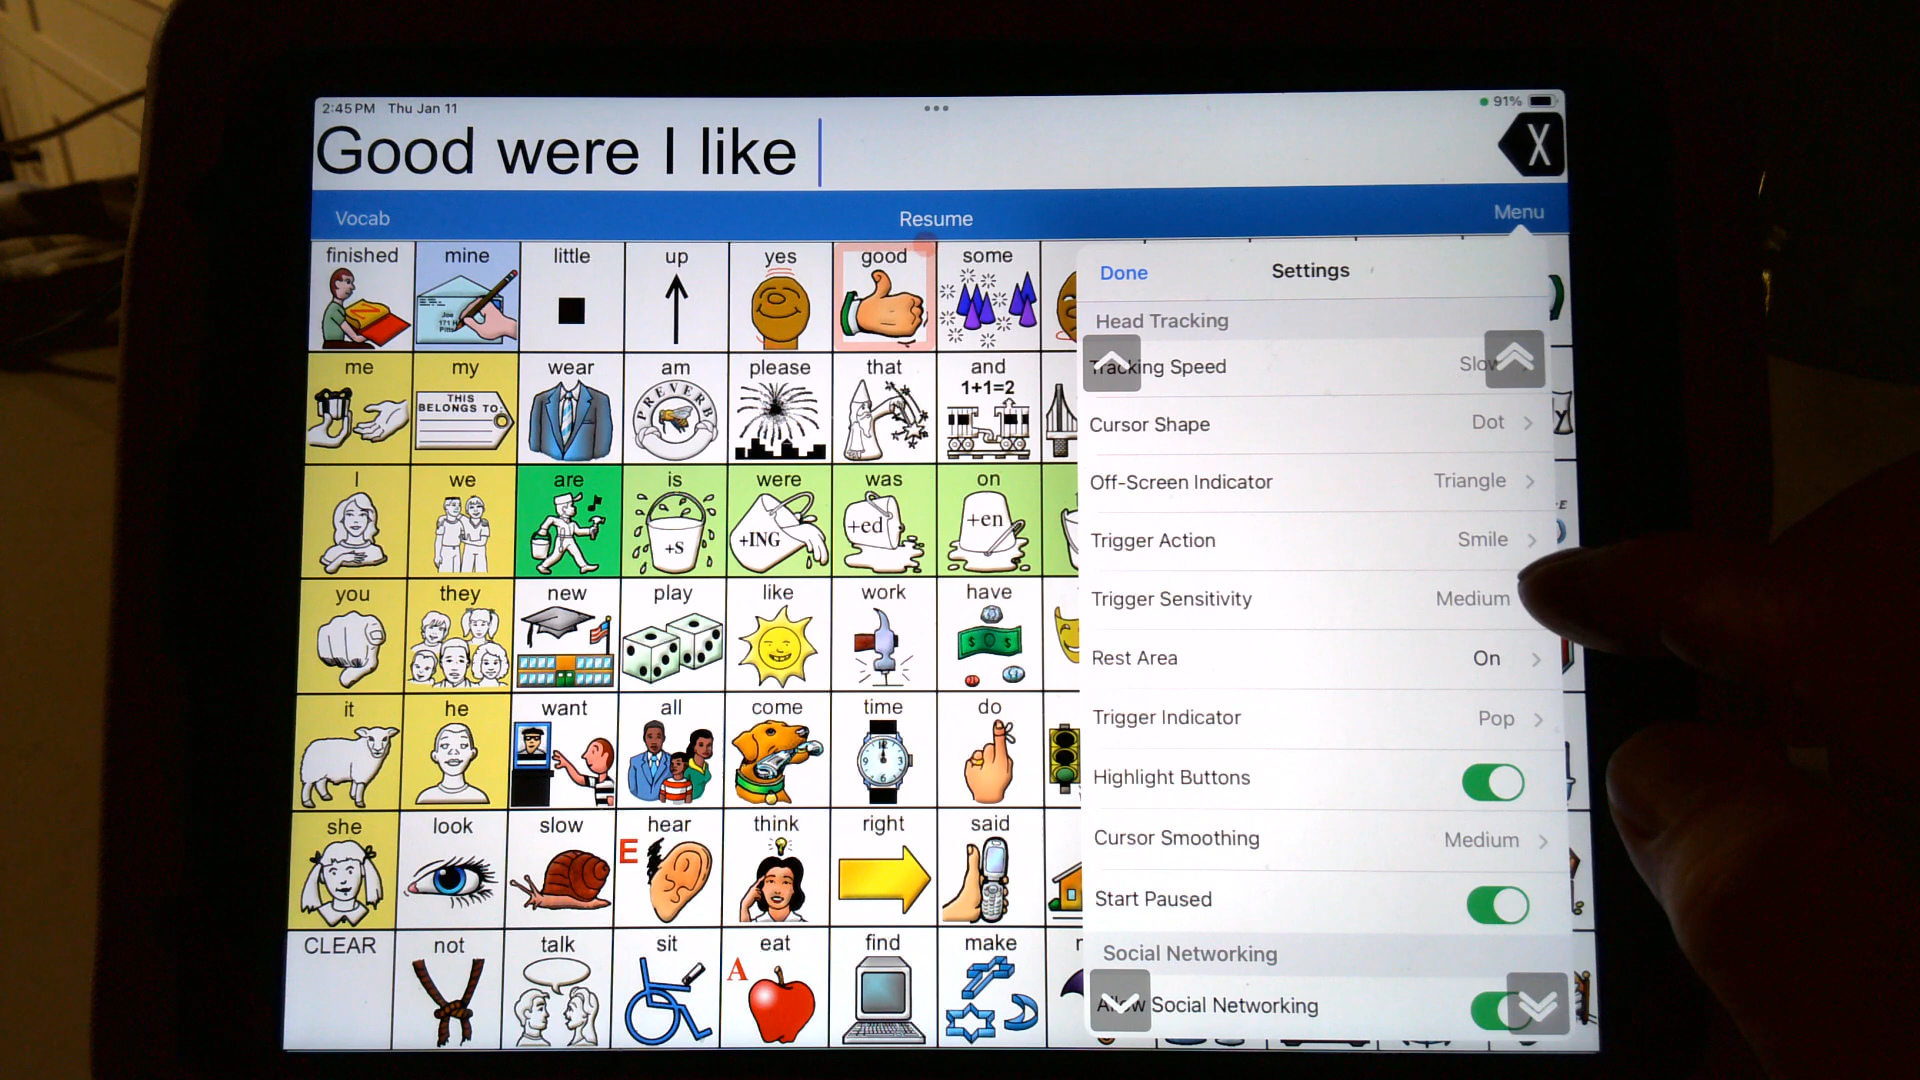 2:45 PM Thu Jan 11
91%
Good were I like
X
Vocab Resume Menu
finished mine little up yes good some
me my wear am please that and
THIS BELONGS TO:
PREVERB
1+1=2
I we are is were was on
+S +ING +ed +en
you they new play like work have
it he want all come time do
she look slow hear think right said
E
CLEAR not talk sit eat find make
A
Done Settings
Head Tracking
Tracking Speed Slow
Cursor Shape Dot
Off-Screen Indicator Triangle
Trigger Action Smile
Trigger Sensitivity Medium
Rest Area On
Trigger Indicator Pop
Highlight Buttons
Cursor Smoothing Medium
Start Paused
Social Networking
Allow Social Networking